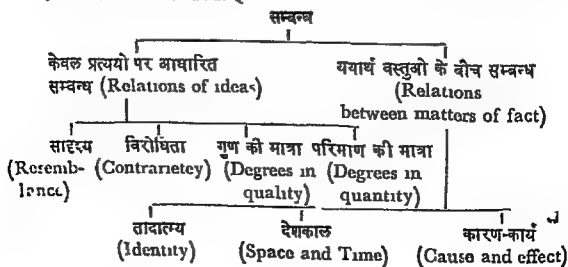 सम्बन्ध
केवल प्रत्ययो पर आधारित यथार्थ वस्तुओ के बीच सम्बन्ध
सम्बन्ध (Relations of ideas) (Relations
between matters of fact)
सादृश्य विरोधिता गुण की मात्रा परिमाण की मात्रा
(Resemb- (Contrariety) (Degrees in (Degrees in
lance) quality) quantity)
तादात्म्य देशकाल कारण-कार्य
(Identity) (Space and Time) (Cause and effect)